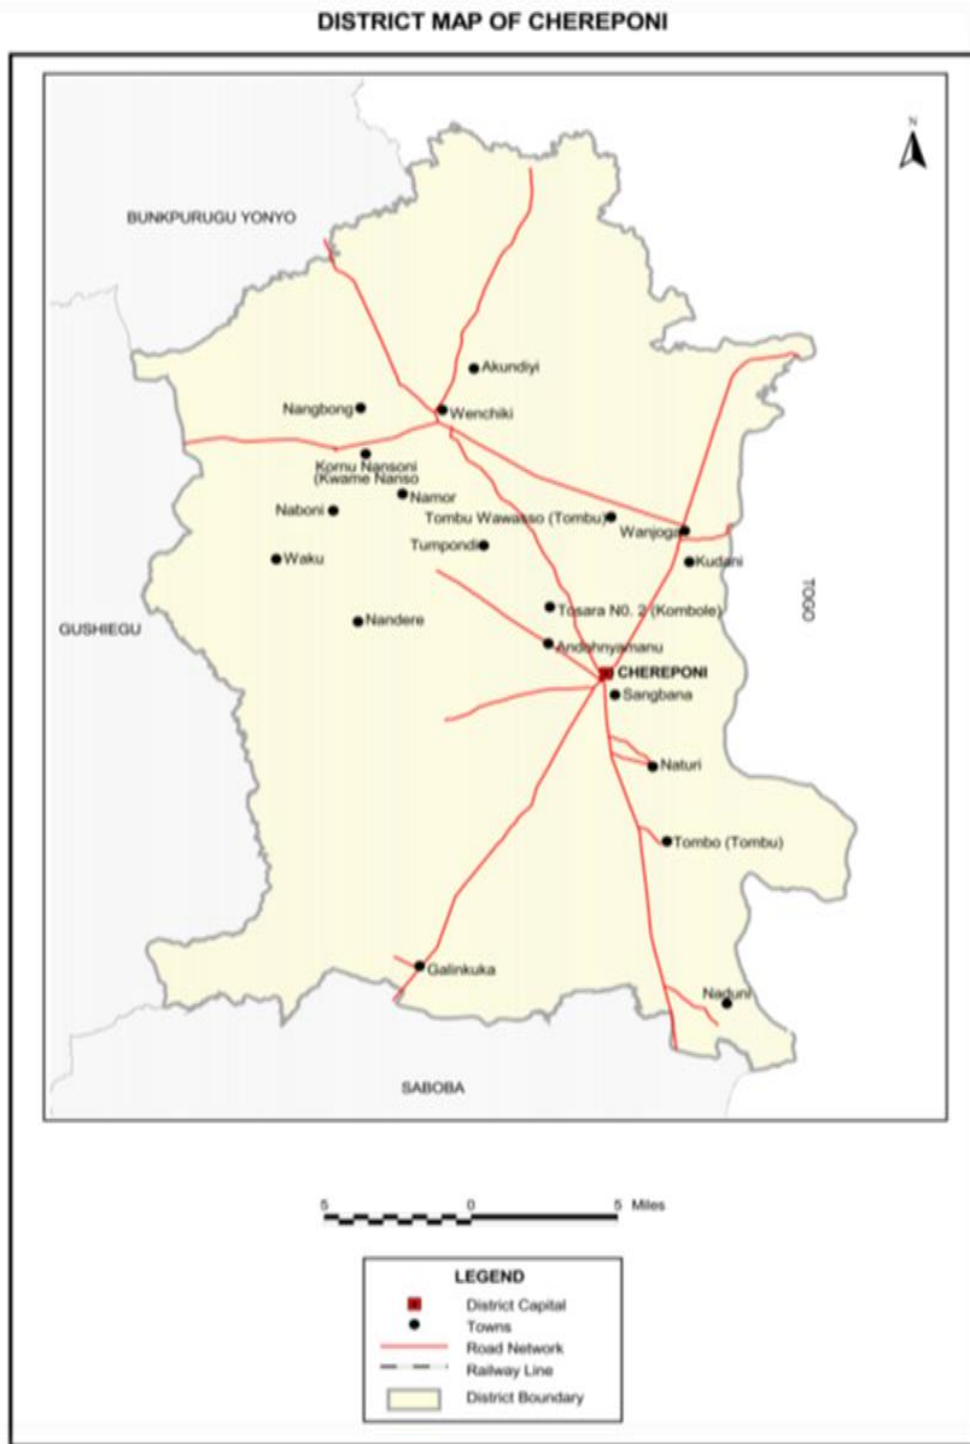 DISTRICT MAP OF CHEREPONI
N
BUNKPURUGU YONYO
Akundiyi
Nangbong
Wenchiki
Kornu Nansoni
(Kwame Nanso
Namor
Naboni
Tombu Wawasso (Tombu)
Wanjoga
Tumpondi
Waku
Kudani
TOGO
Tosara N0. 2 (Kombole)
Nandere
GUSHIEGU
Andohnyamanu
CHEREPONI
Sangbana
Naturi
Tombo (Tombu)
Galinkuka
Naduni
SABOBA
5 0 5 Miles
LEGEND
District Capital
Towns
Road Network
Railway Line
District Boundary